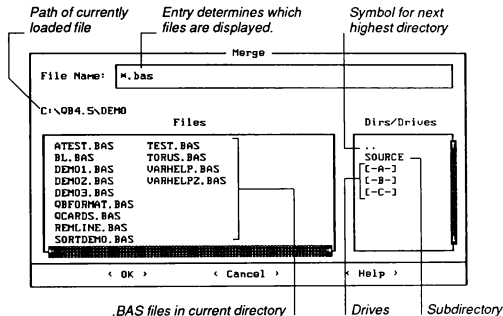 Path of currently
loaded file
Entry determines which
files are displayed.
Symbol for next
highest directory
Merge
File Name:
*.bas
C:\QB4.5\DEMO
Files
Dirs/Drives
ATEST.BAS TEST.BAS
BL.BAS TORUS.BAS
DEMO1.BAS VARHELP.BAS
DEMO2.BAS VARHELP2.BAS
DEMO3.BAS
QBFORMAT.BAS
QCARDS.BAS
REMLINE.BAS
SORTDEMO.BAS
..
SOURCE
[-A-]
[-B-]
[-C-]
< OK > < Cancel > < Help >
.BAS files in current directory
Drives
Subdirectory